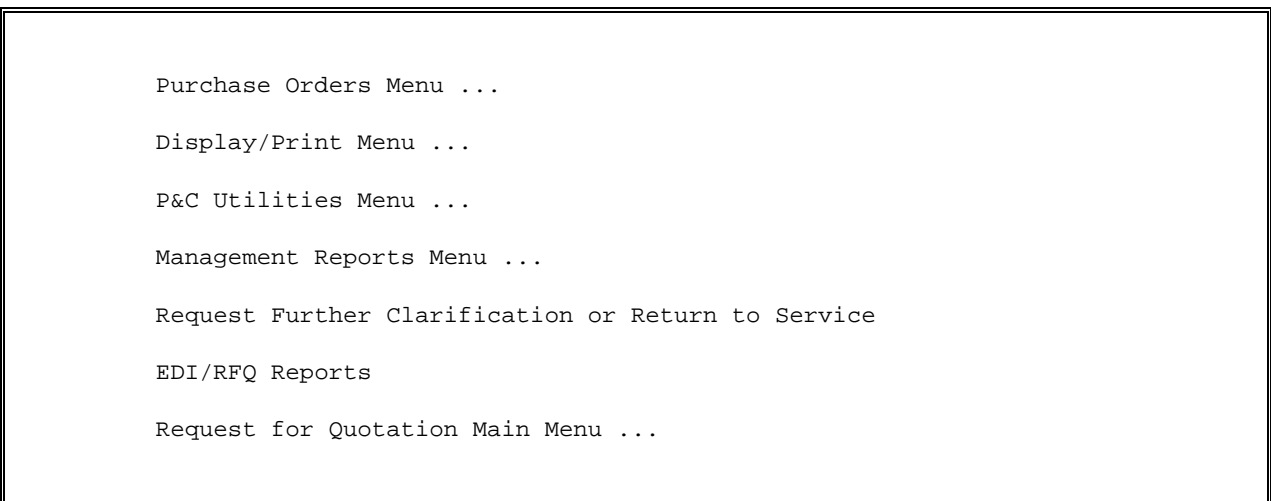 Purchase Orders Menu ...
Display/Print Menu ...
P&C Utilities Menu ...
Management Reports Menu ...
Request Further Clarification or Return to Service
EDI/RFQ Reports
Request for Quotation Main Menu ...